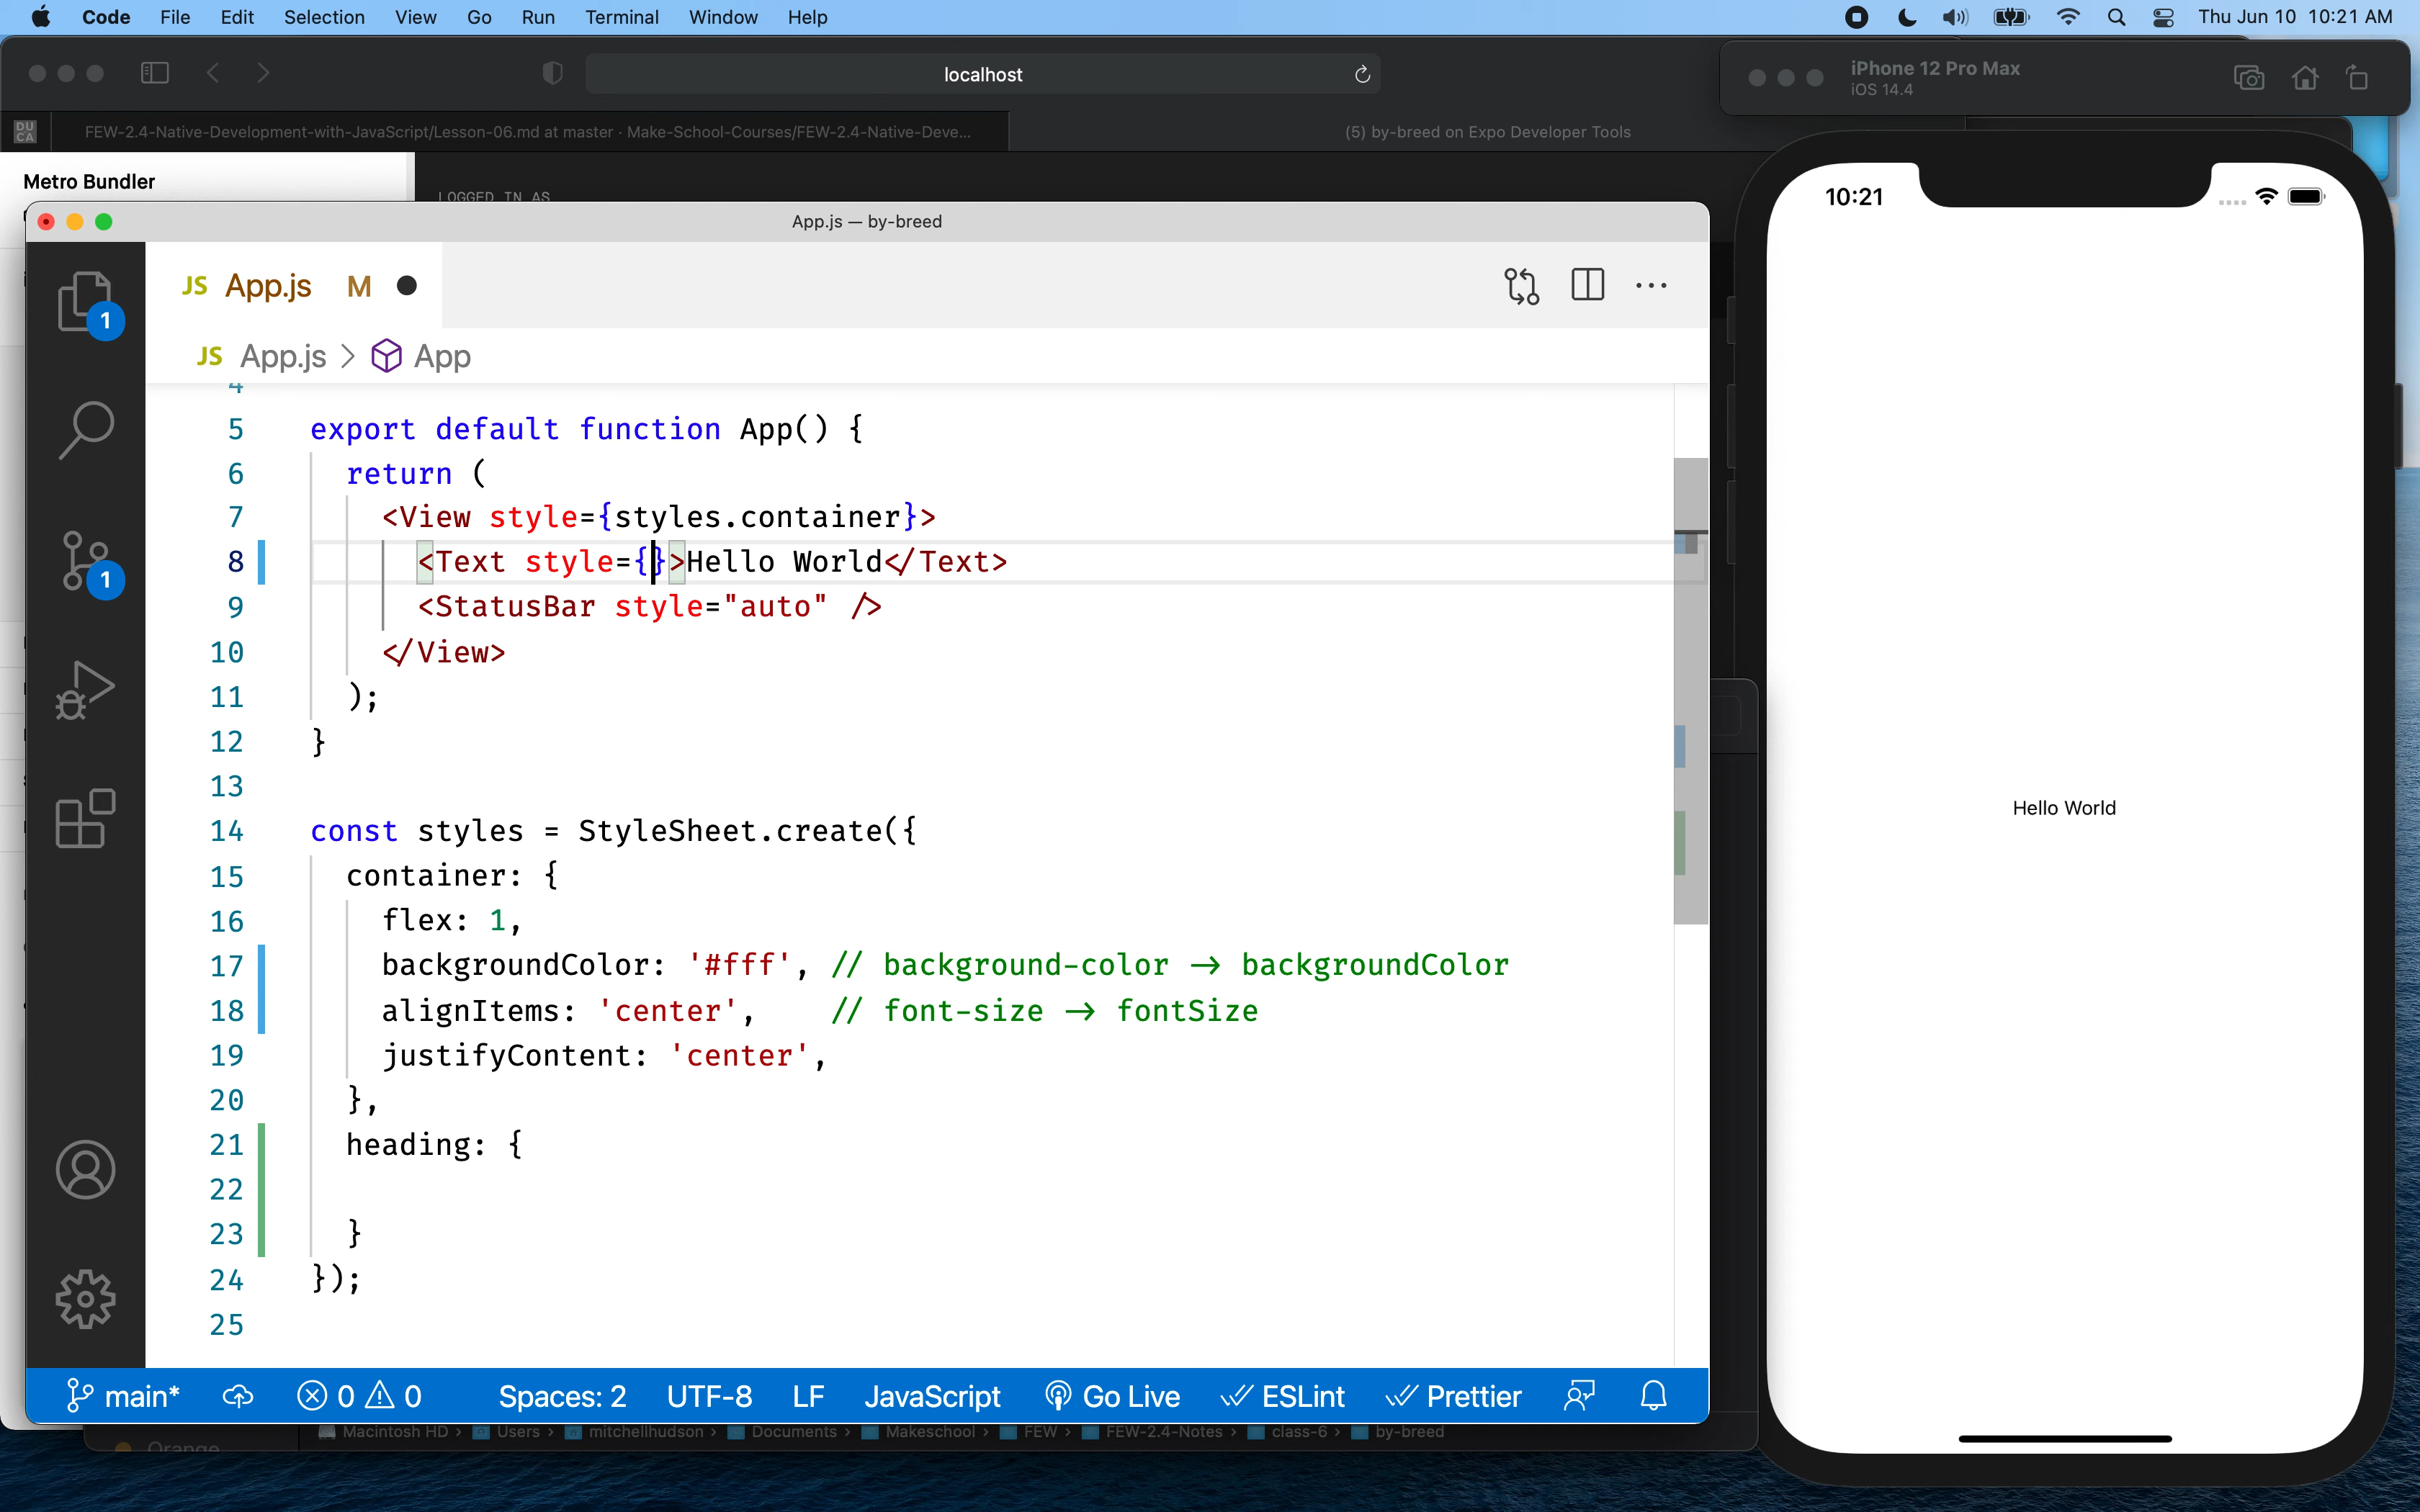 Code File Edit Selection View Go Run Terminal Window Help Thu Jun 10 10:21 AM
localhost
iPhone 12 Pro Max
iOS 14.4
DU
CA
FEW-2.4-Native-Development-with-JavaScript/Lesson-06.md at master · Make-School-Courses/FEW-2.4-Native-Deve...
(5) by-breed on Expo Developer Tools
Metro Bundler
LOGGED IN AS
10:21
App.js — by-breed
JS App.js M
JS App.js > App
1
4
5 export default function App() {
6 return (
7 <View style={styles.container}>
8 <Text style={}>Hello World</Text>
9 <StatusBar style="auto" />
10 </View>
11 );
12 }
13
14 const styles = StyleSheet.create({
15 container: {
16 flex: 1,
17 backgroundColor: '#fff', // background-color -> backgroundColor
18 alignItems: 'center', // font-size -> fontSize
19 justifyContent: 'center',
20 },
21 heading: {
22
23 }
24 });
25
1
Hello World
main* 0 0 Spaces: 2 UTF-8 LF JavaScript Go Live ESLint Prettier
Macintosh HD › Users › mitchellhudson › Documents › Makeschool › FEW › FEW-2.4-Notes › class-6 › by-breed
Orange